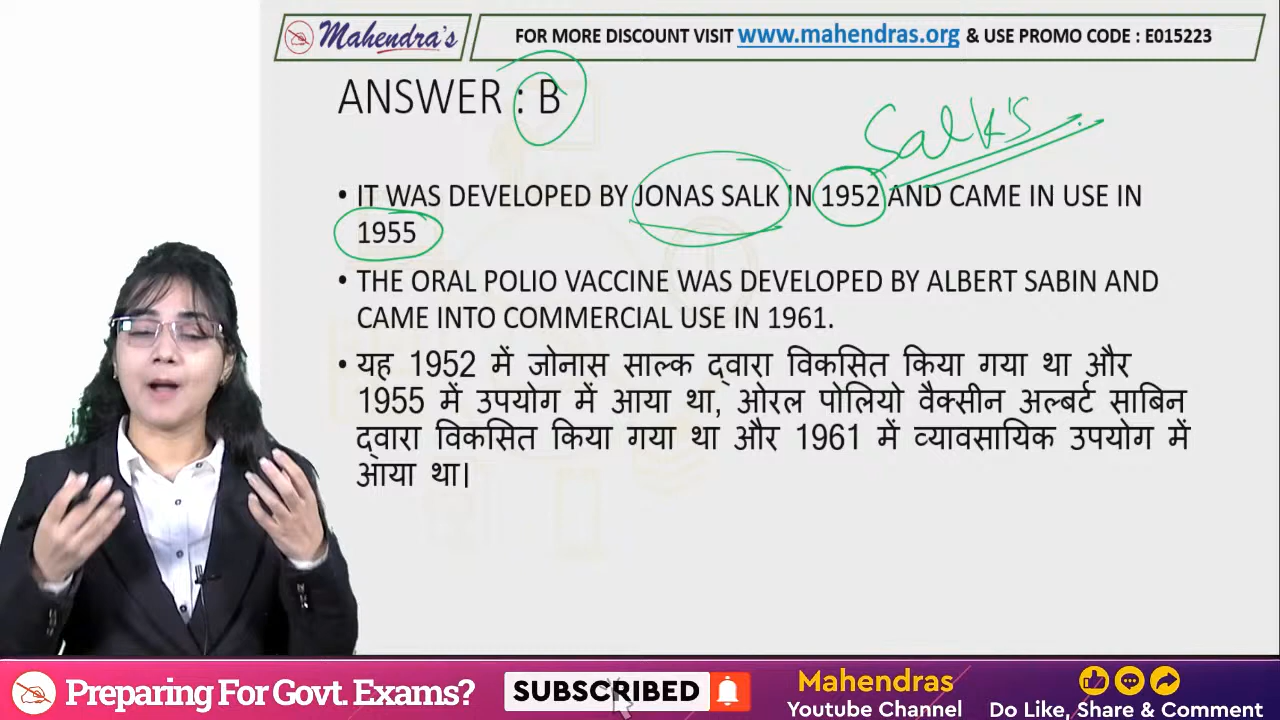 Mahendra's
FOR MORE DISCOUNT VISIT www.mahendras.org & USE PROMO CODE : E015223
ANSWER : B
Salk's
• IT WAS DEVELOPED BY JONAS SALK IN 1952 AND CAME IN USE IN
1955
• THE ORAL POLIO VACCINE WAS DEVELOPED BY ALBERT SABIN AND
CAME INTO COMMERCIAL USE IN 1961.
• यह 1952 में जोनास साल्क द्वारा विकसित किया गया था और
1955 में उपयोग में आया था, ओरल पोलियो वैक्सीन अल्बर्ट साबिन
द्वारा विकसित किया गया था और 1961 में व्यावसायिक उपयोग में
आया था।
Preparing For Govt. Exams?
SUBSCRIBED
Mahendras
Youtube Channel
Do Like, Share & Comment